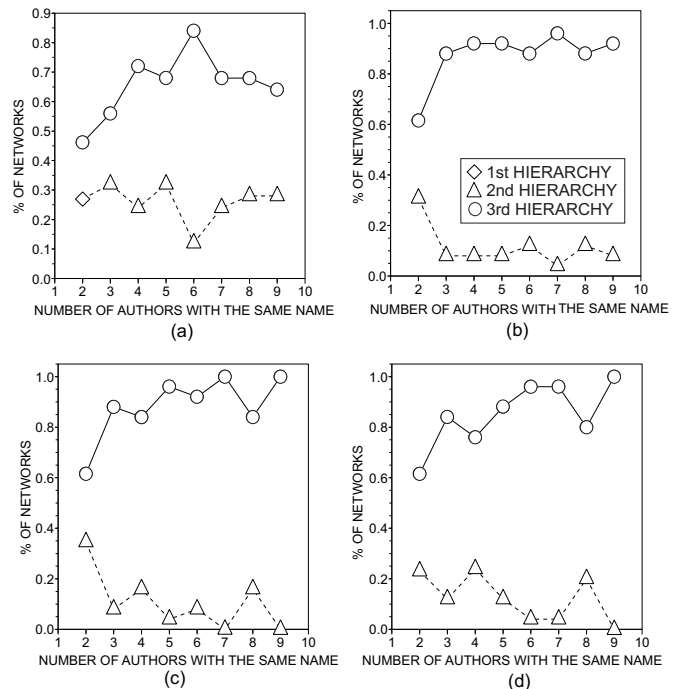 0.9
0.8
0.7
0.6
0.5
0.4
0.3
0.2
0.1
0.0
% OF NETWORKS
1 2 3 4 5 6 7 8 9 10
NUMBER OF AUTHORS WITH THE SAME NAME
(a)
1.0
0.8
0.6
0.4
0.2
0.0
% OF NETWORKS
1st HIERARCHY
2nd HIERARCHY
3rd HIERARCHY
1 2 3 4 5 6 7 8 9 10
NUMBER OF AUTHORS WITH THE SAME NAME
(b)
1.0
0.8
0.6
0.4
0.2
0.0
% OF NETWORKS
1 2 3 4 5 6 7 8 9 10
NUMBER OF AUTHORS WITH THE SAME NAME
(c)
1.0
0.8
0.6
0.4
0.2
0.0
% OF NETWORKS
1 2 3 4 5 6 7 8 9 10
NUMBER OF AUTHORS WITH THE SAME NAME
(d)